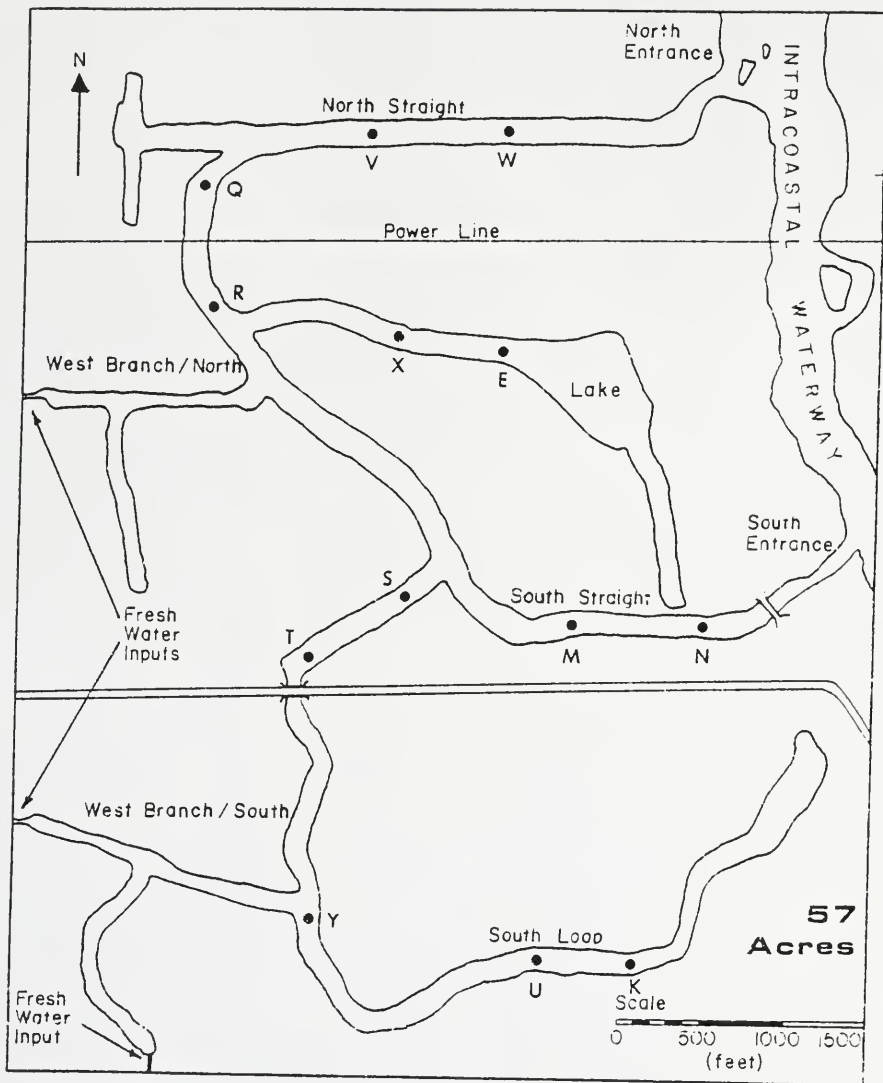 North
Entrance
INTRACOASTAL
WATERWAY
N
North Straight
V
W
Q
Power Line
R
X
E
West Branch/North
Lake
South
Entrance
S
South Straight
Fresh
Water
Inputs
T
M
N
West Branch/South
Y
57
Acres
South Loop
U
K
Fresh
Water
Input
Scale
0 500 1000 1500
(feet)